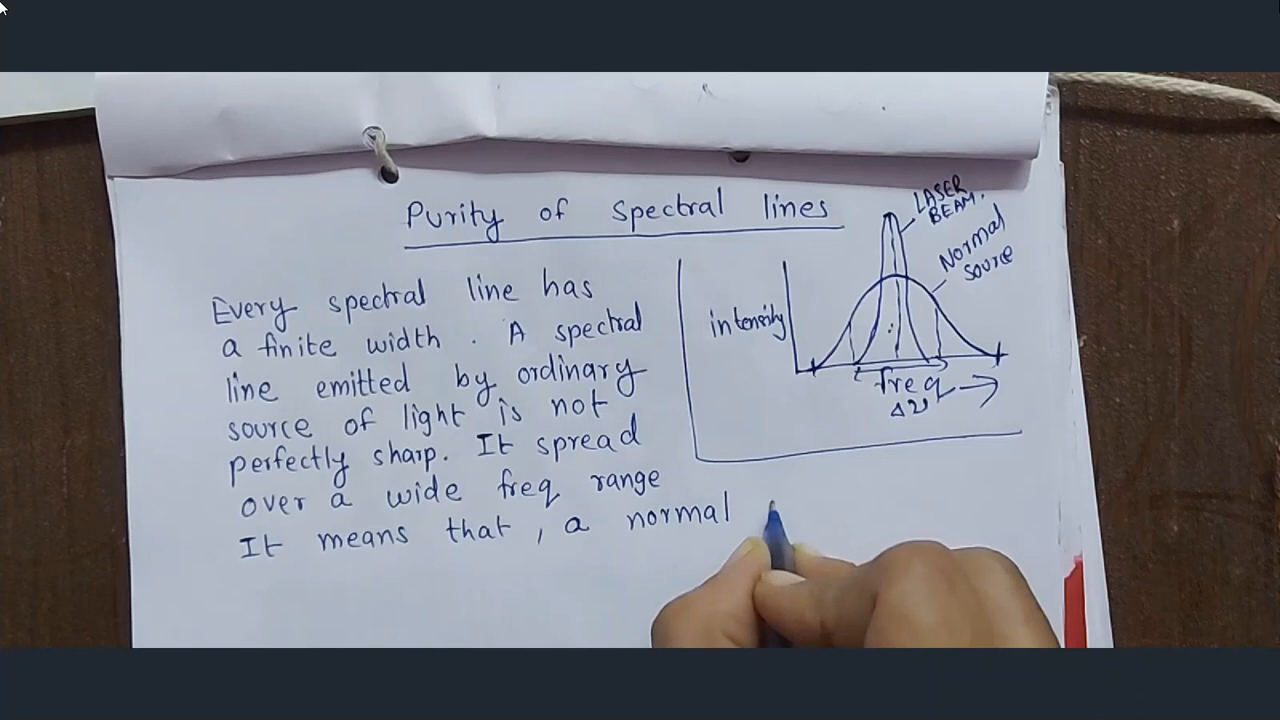 Purity of spectral lines
Every spectral line has
a finite width. A spectral
line emitted by ordinary
source of light is not
perfectly sharp. It spread
over a wide freq range
It means that, a normal
LASER
BEAM.
Normal
source
intensity
freq
Δν